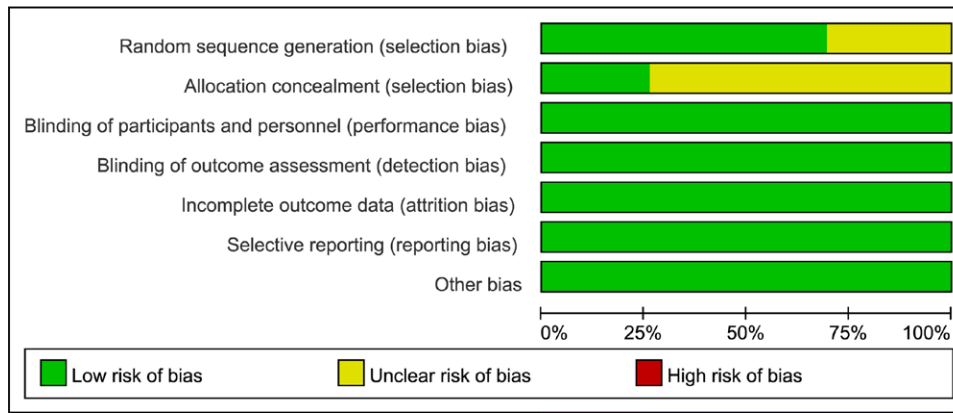 Random sequence generation (selection bias)
Allocation concealment (selection bias)
Blinding of participants and personnel (performance bias)
Blinding of outcome assessment (detection bias)
Incomplete outcome data (attrition bias)
Selective reporting (reporting bias)
Other bias
0% 25% 50% 75% 100%
Low risk of bias Unclear risk of bias High risk of bias